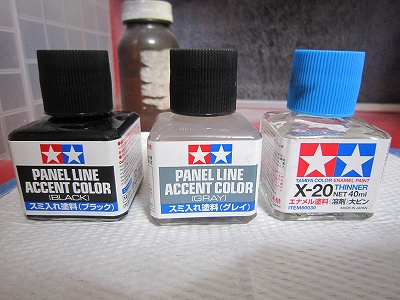 PANEL LINE
ACCENT COLOR
(BLACK)
スミ入れ塗料(ブラック)
PANEL LINE
ACCENT COLOR
(GRAY)
スミ入れ塗料(グレイ)
TAMIYA COLOR ENAMEL PAINT
X-20 THINNER
NET 40ml
エナメル塗料(溶剤)大ビン
ITEM80030